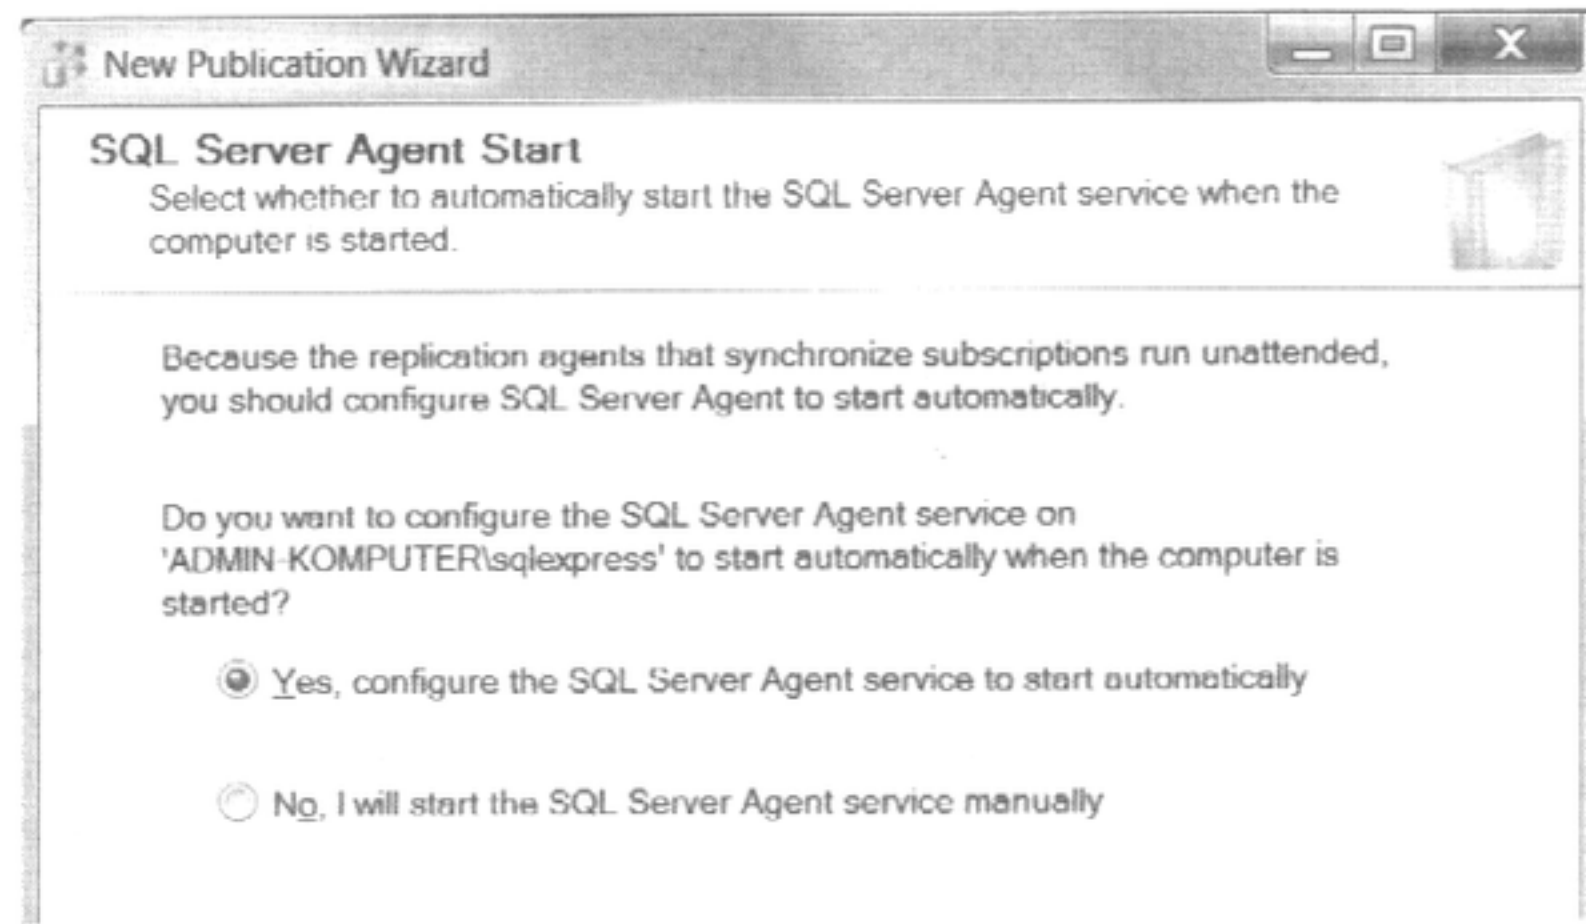 New Publication Wizard
SQL Server Agent Start
Select whether to automatically start the SQL Server Agent service when the
computer is started.
Because the replication agents that synchronize subscriptions run unattended,
you should configure SQL Server Agent to start automatically.
Do you want to configure the SQL Server Agent service on
'ADMIN-KOMPUTER\sqlexpress' to start automatically when the computer is
started?
Yes, configure the SQL Server Agent service to start automatically
No, I will start the SQL Server Agent service manually